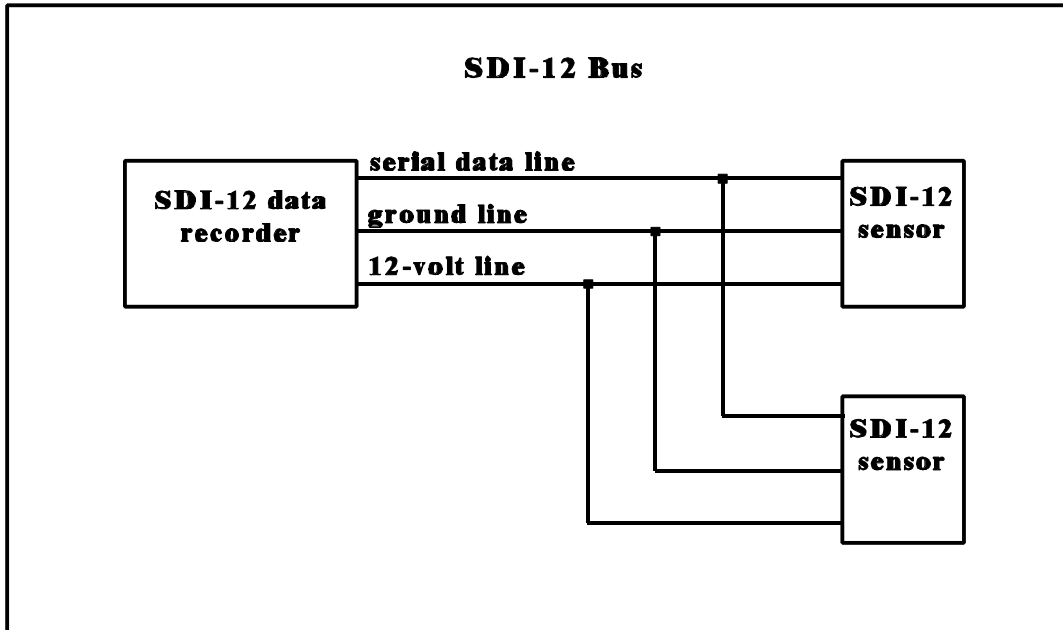 SDI-12 Bus
serial data line
SDI-12 data
recorder
ground line
12-volt line
SDI-12
sensor
SDI-12
sensor